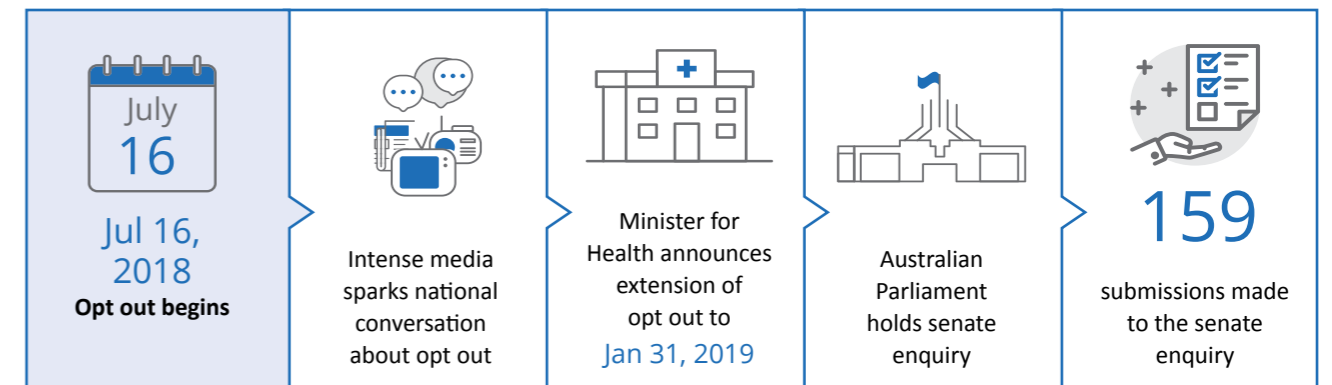 July
16
Jul 16,
2018
Opt out begins
Intense media
sparks national
conversation
about opt out
Minister for
Health announces
extension of
opt out to
Jan 31, 2019
Australian
Parliament
holds senate
enquiry
159
submissions made
to the senate
enquiry